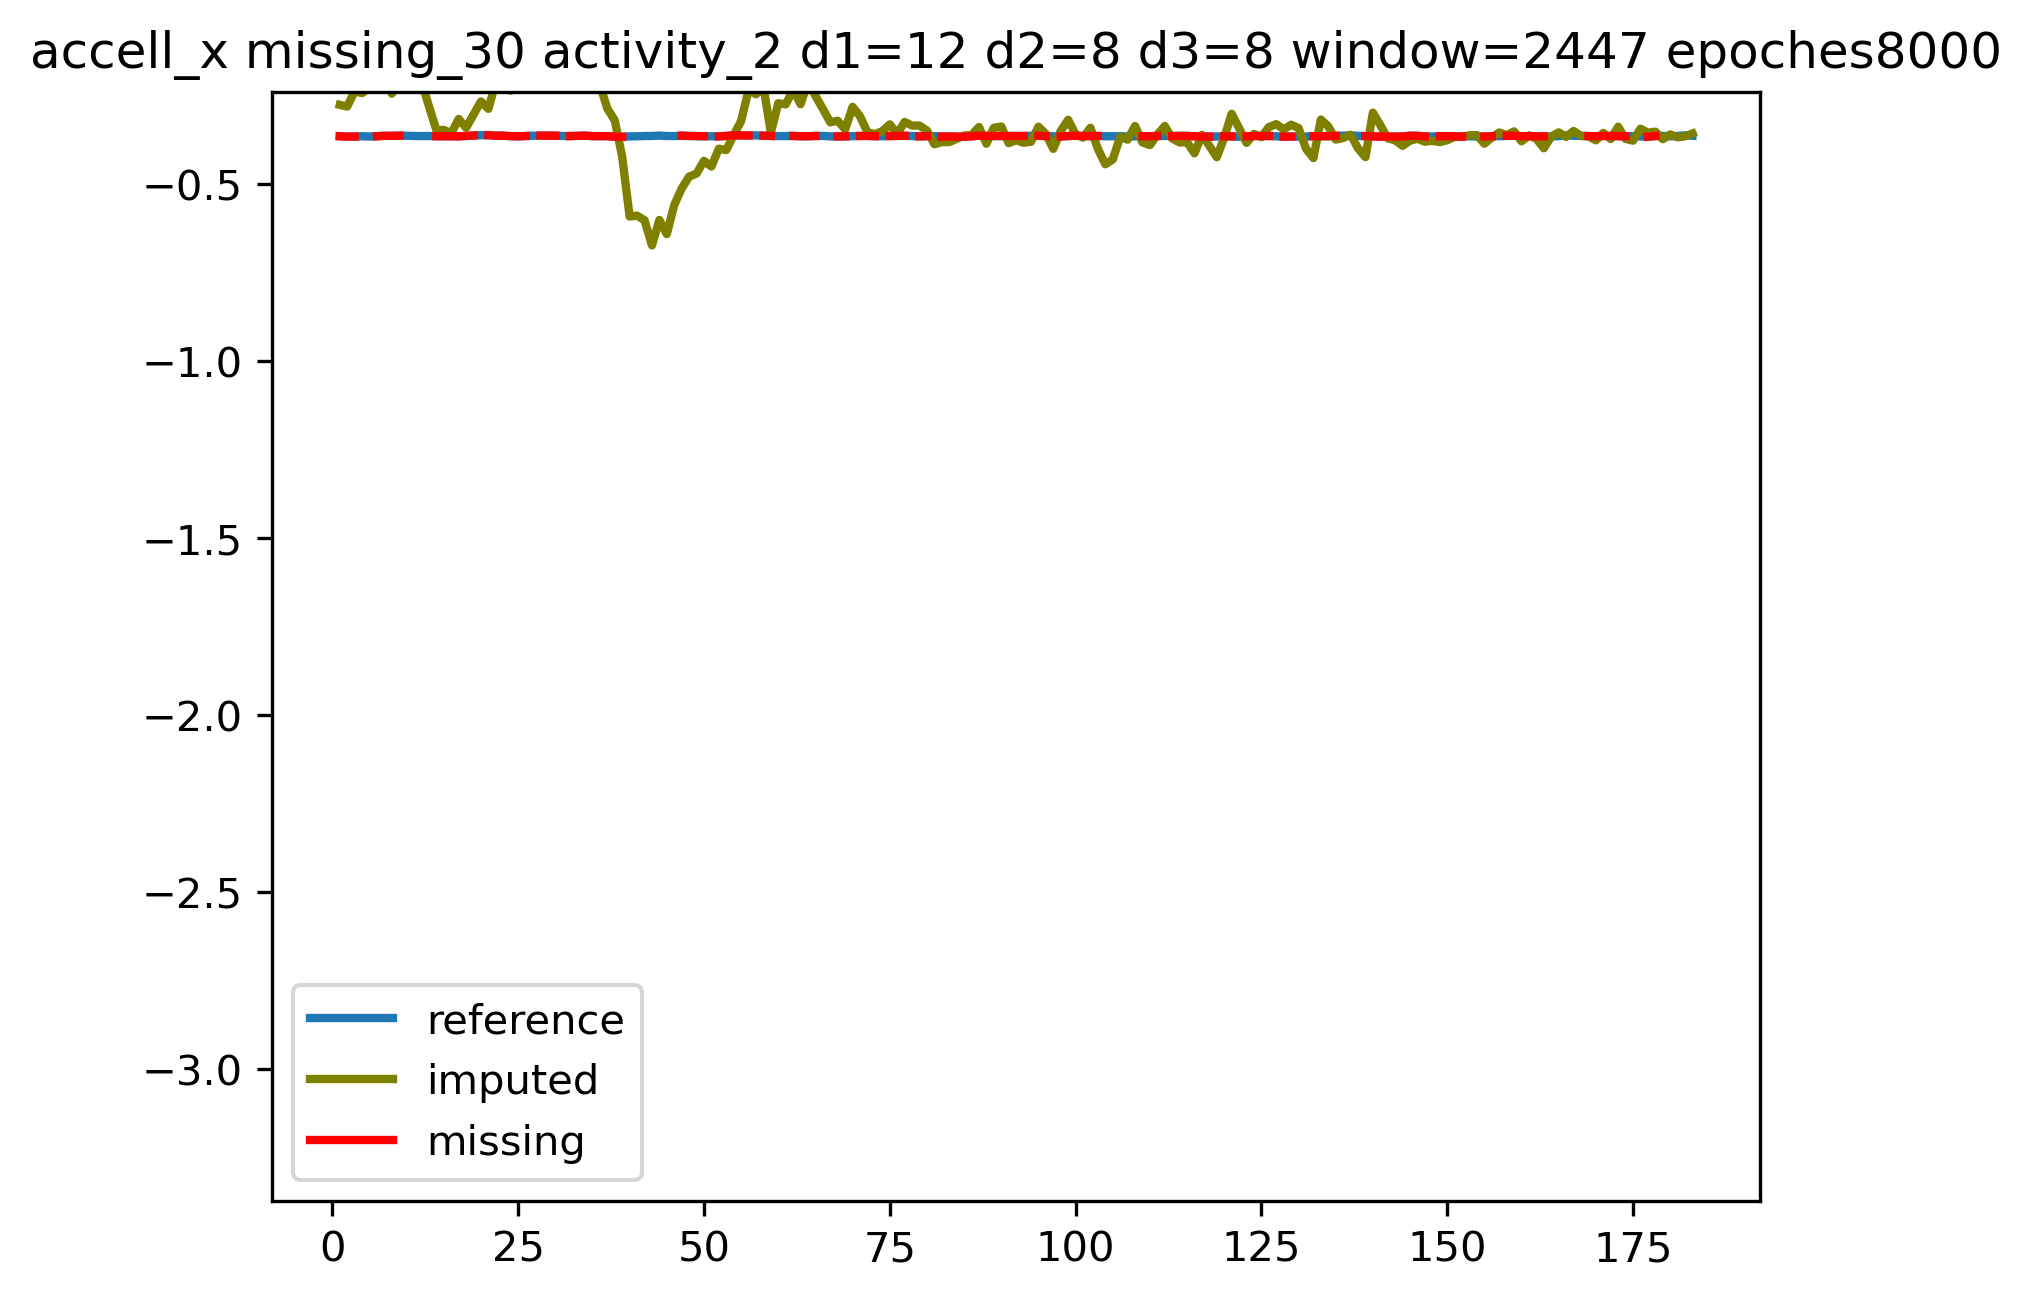 accell_x missing_30 activity_2 d1=12 d2=8 d3=8 window=2447 epoches8000
−0.5
−1.0
−1.5
−2.0
−2.5
−3.0
reference
imputed
missing
0 25 50 75 100 125 150 175